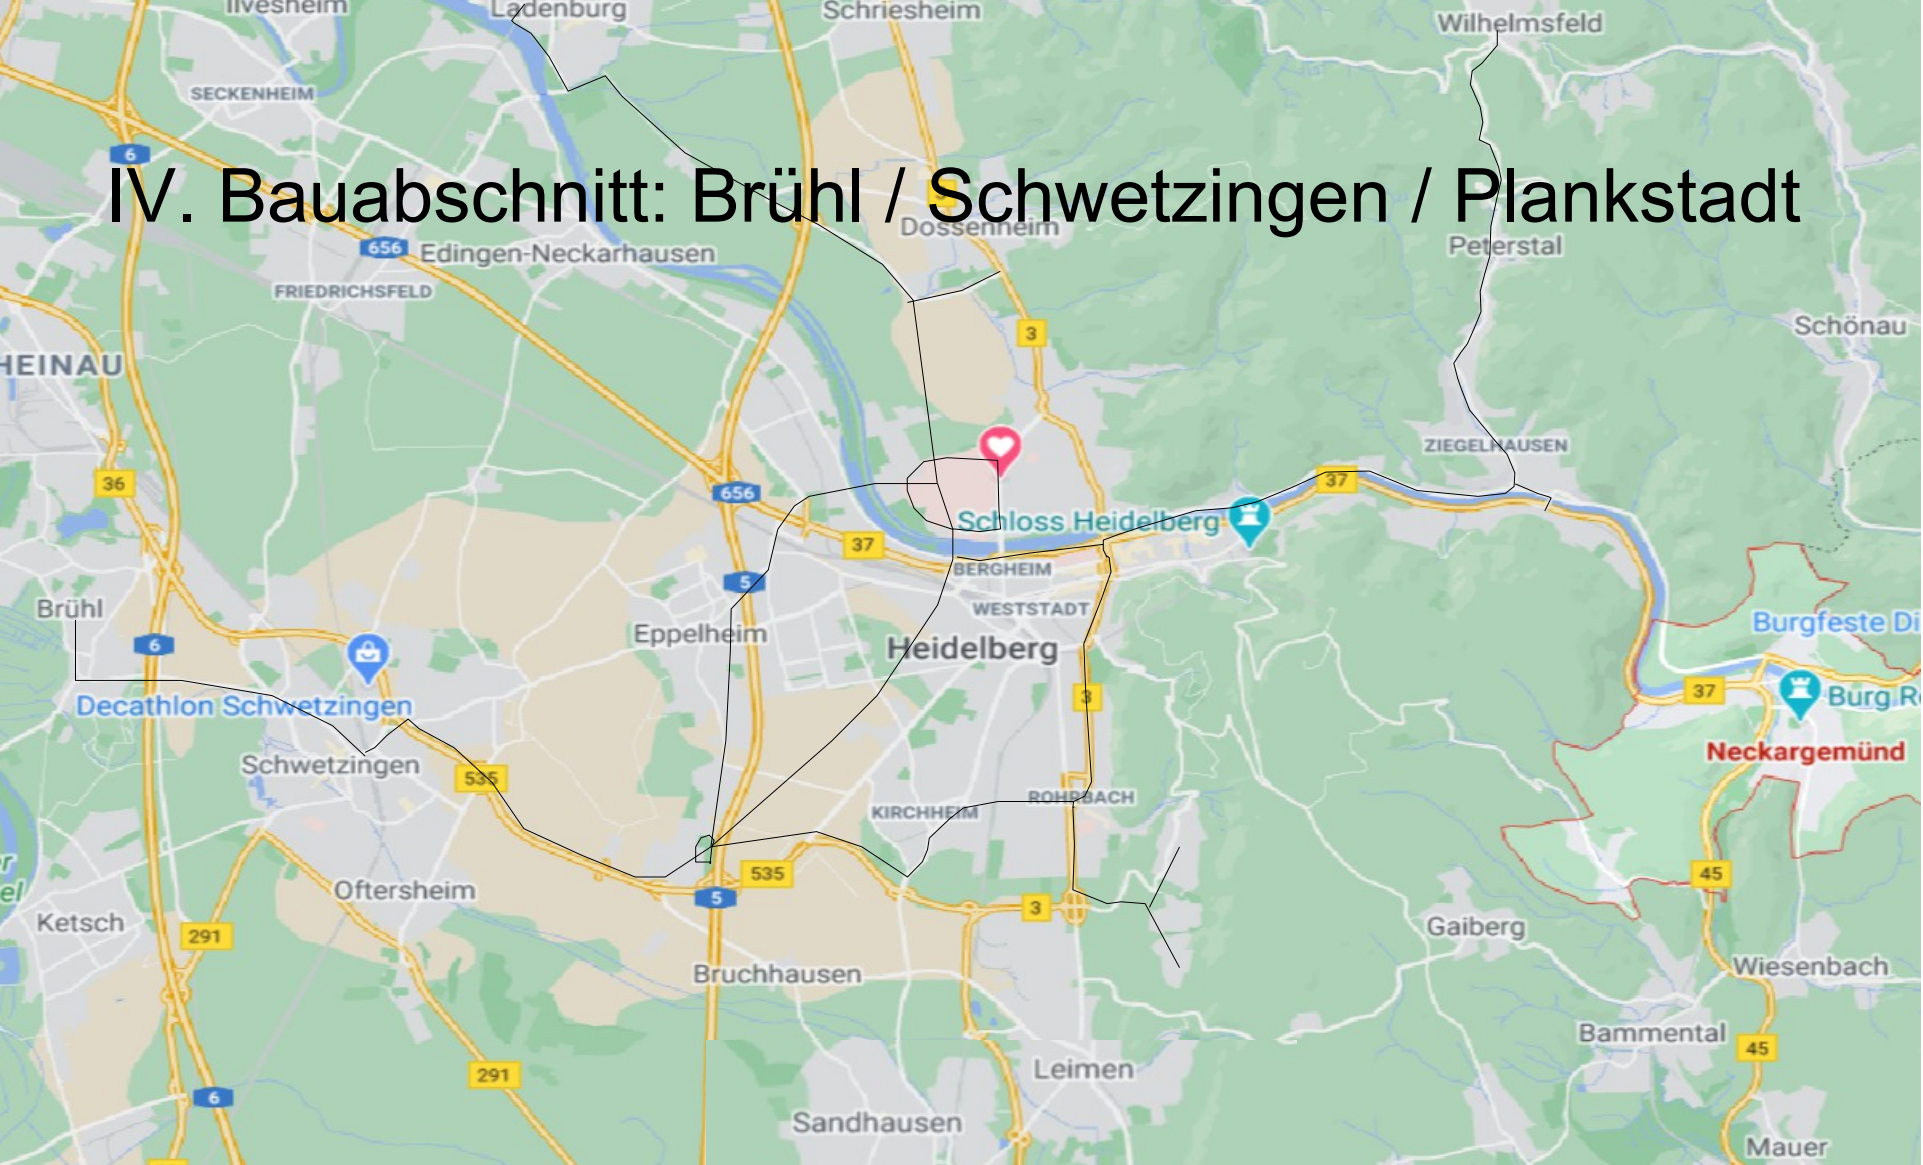 Ilvesheim
Ladenburg
Schriesheim
Wilhelmsfeld
SECKENHEIM
6
IV. Bauabschnitt: Brühl / Schwetzingen / Plankstadt
Dossenheim
656
Edingen-Neckarhausen
Peterstal
FRIEDRICHSFELD
Schönau
3
HEINAU
ZIEGELHAUSEN
36
656
37
Schloss Heidelberg
37
BERGHEIM
5
Brühl
WESTSTADT
Burgfeste Di
Eppelheim
6
Heidelberg
37
Burg R
3
Decathlon Schwetzingen
Neckargemünd
Schwetzingen
535
ROHRBACH
KIRCHHEIM
535
45
Oftersheim
el
5
3
Ketsch
291
Gaiberg
Bruchhausen
Wiesenbach
Bammental
45
Leimen
291
6
Sandhausen
Mauer